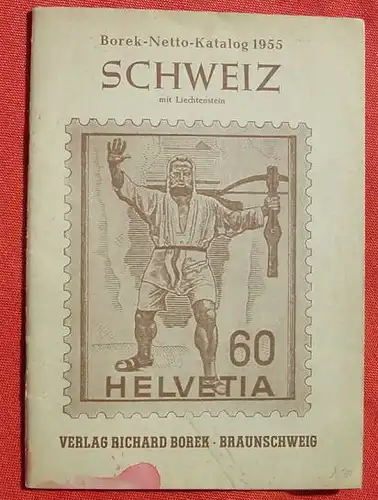 Borek-Netto-Katalog 1955
SCHWEIZ
mit Liechtenstein
60
HELVETIA
VERLAG RICHARD BOREK · BRAUNSCHWEIG